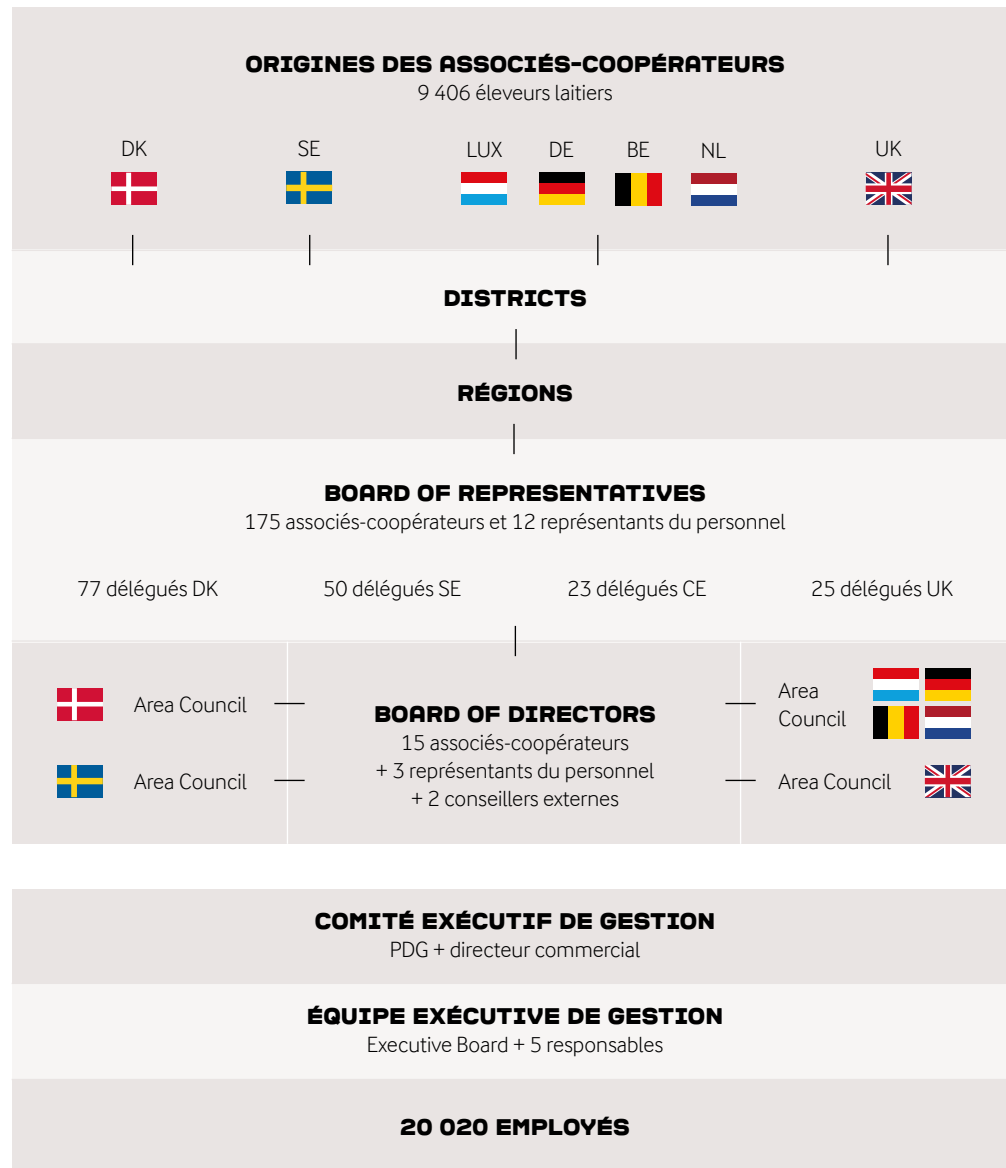 ORIGINES DES ASSOCIÉS-COOPÉRATEURS
9 406 éleveurs laitiers
DK
SE
LUX
DE
BE
NL
UK
DISTRICTS
RÉGIONS
BOARD OF REPRESENTATIVES
175 associés-coopérateurs et 12 représentants du personnel
77 délégués DK
50 délégués SE
23 délégués CE
25 délégués UK
Area Council
Area Council
BOARD OF DIRECTORS
15 associés-coopérateurs
+ 3 représentants du personnel
+ 2 conseillers externes
Area
Council
Area Council
COMITÉ EXÉCUTIF DE GESTION
PDG + directeur commercial
ÉQUIPE EXÉCUTIVE DE GESTION
Executive Board + 5 responsables
20 020 EMPLOYÉS